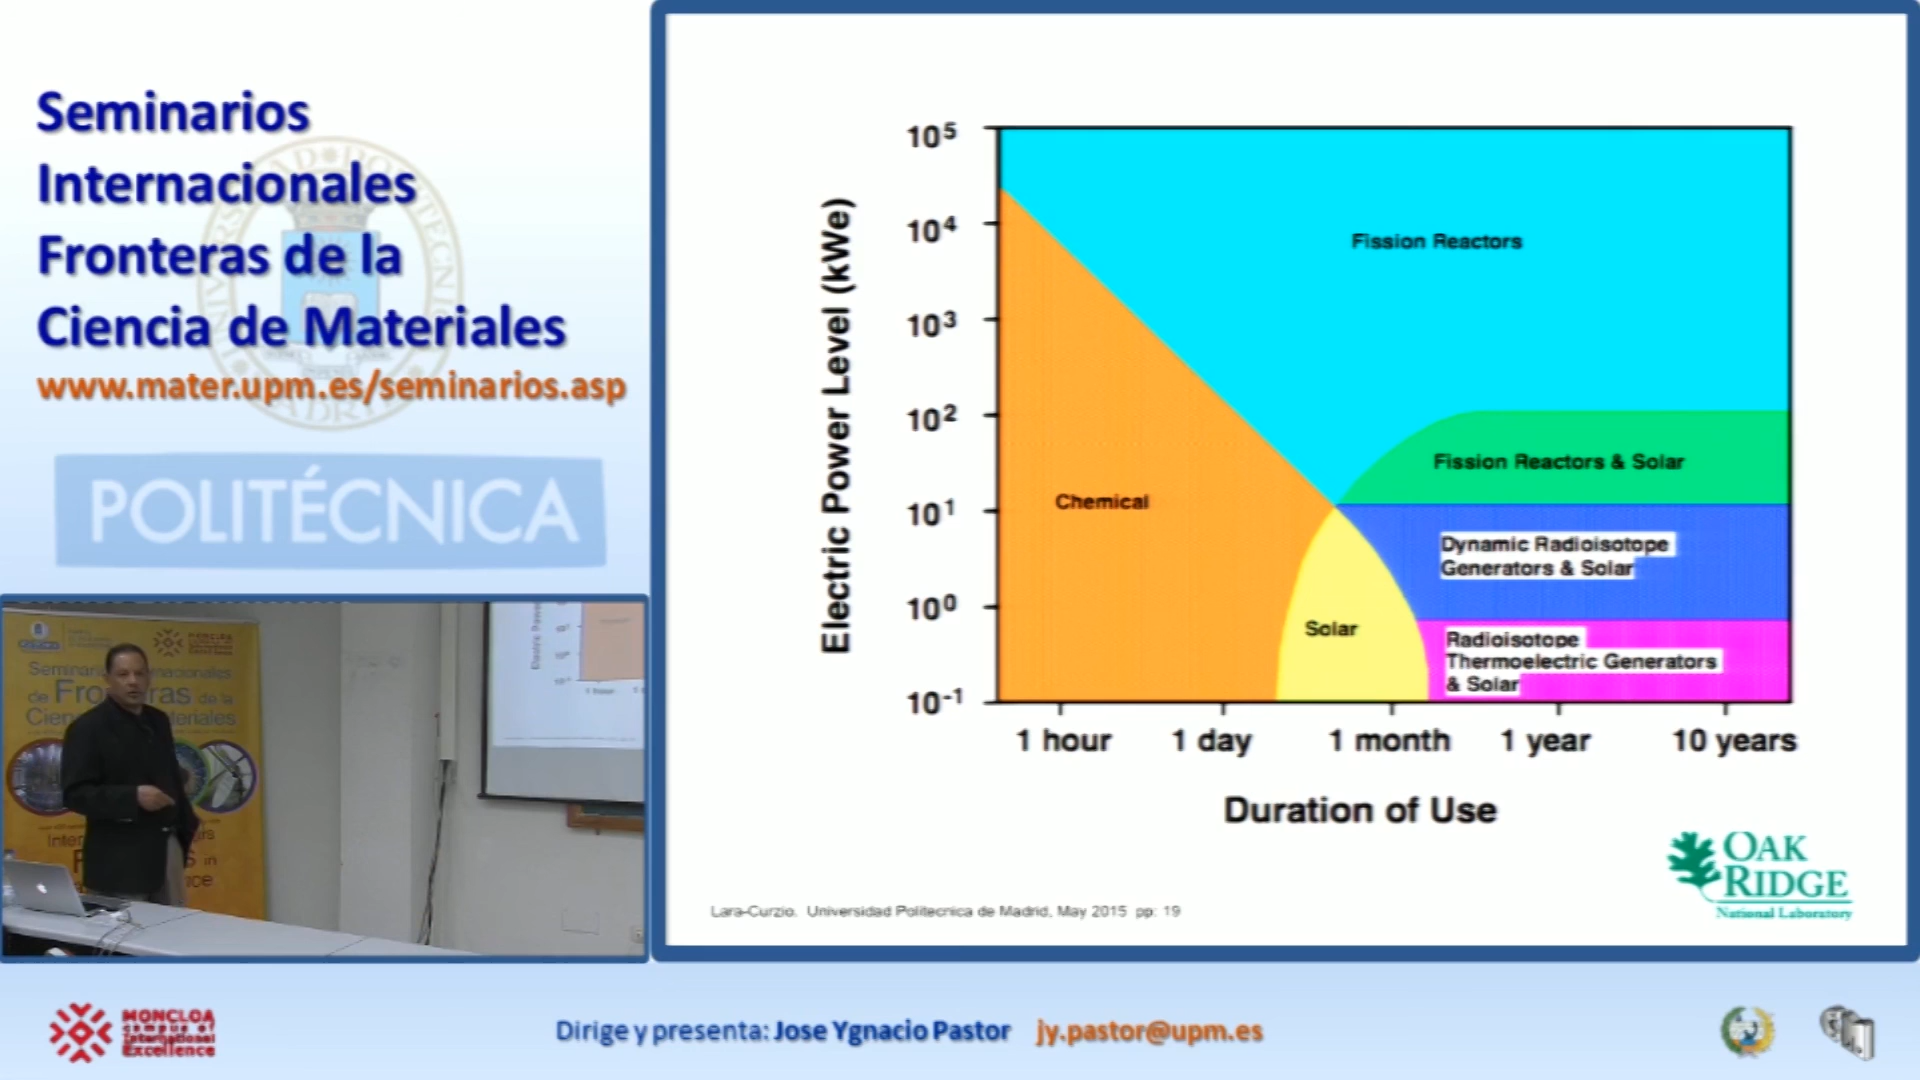 Seminarios
Internacionales
Fronteras de la
Ciencia de Materiales
www.mater.upm.es/seminarios.asp
POLITÉCNICA
Electric Power Level (kWe)
10⁵
10⁴
10³
10²
10¹
10⁰
10⁻¹
Fission Reactors
Fission Reactors & Solar
Chemical
Dynamic Radioisotope
Generators & Solar
Solar
Radioisotope
Thermoelectric Generators
& Solar
1 hour 1 day 1 month 1 year 10 years
Duration of Use
OAK
RIDGE
National Laboratory
Lara-Curzio. Universidad Politecnica de Madrid, May 2015 pp: 19
MONCLOA
campus of
International
Excellence
Dirige y presenta: Jose Ygnacio Pastor jy.pastor@upm.es